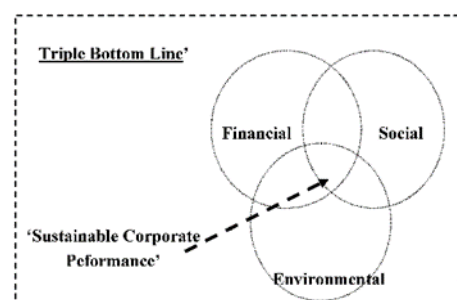 Triple Bottom Line’
Financial
Social
‘Sustainable Corporate
Peformance’
Environmental